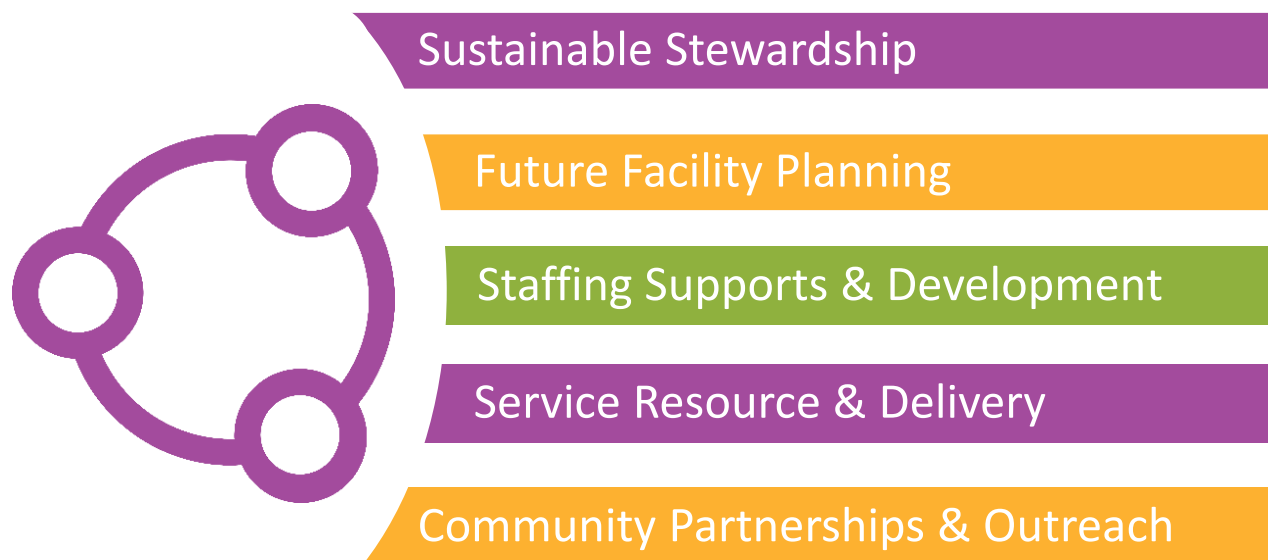 Sustainable Stewardship
Future Facility Planning
Staffing Supports & Development
Service Resource & Delivery
Community Partnerships & Outreach